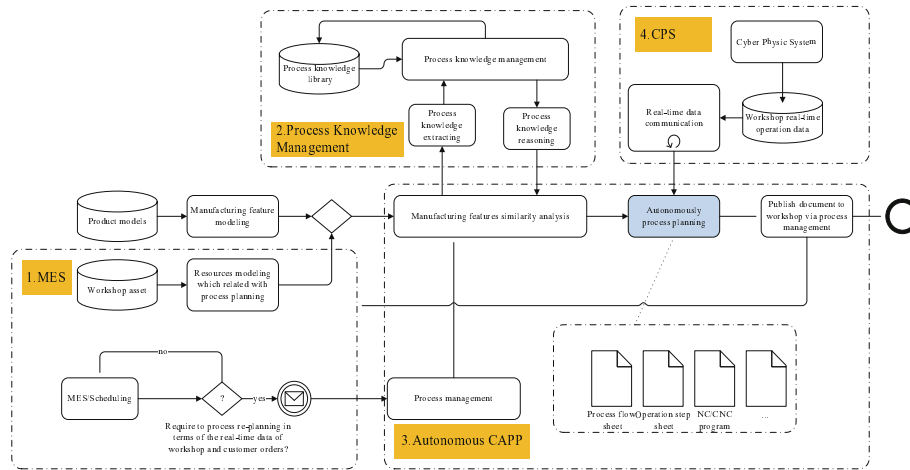 Process knowledge
library
Process knowledge management
Process
knowledge
extracting
Process
knowledge
reasoning
2.Process Knowledge
Management
4.CPS
Cyber Physic System
Real-time data
communication
Workshop real-time
operation data
Product models
Manufacturing feature
modeling
Manufacturing features similarity analysis
Autonomously
process planning
Publish document to
workshop via process
management
1.MES
Workshop asset
Resources modeling
which related with
process planning
no
MES/Scheduling
?
yes
Require to process re-planning in
terms of the real-time data of
workshop and customer orders?
Process management
3.Autonomous CAPP
Process flow
sheet
Operation step
sheet
NC/CNC
program
...